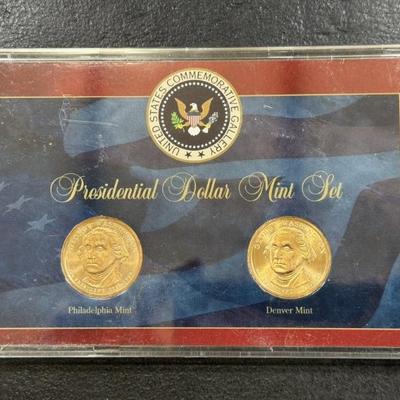 UNITED STATES COMMEMORATIVE GALLERY
Presidential Dollar Mint Set
Philadelphia Mint
Denver Mint